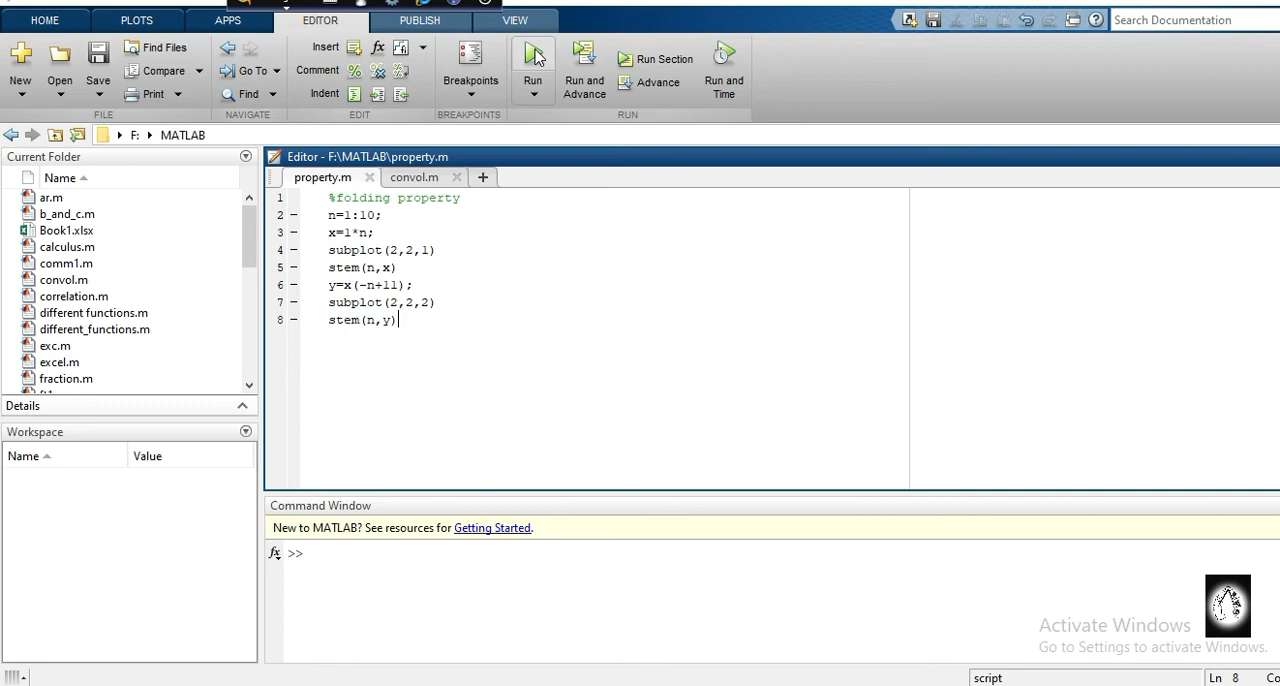 HOME PLOTS APPS EDITOR PUBLISH VIEW Search Documentation
New Open Save Find Files Compare Print
FILE
Go To Find
NAVIGATE
Insert fx
Comment
Indent
EDIT
Breakpoints
BREAKPOINTS
Run Run and Advance Run Section Advance Run and Time
RUN
F: MATLAB
Current Folder
Name
ar.m
b_and_c.m
Book1.xlsx
calculus.m
comm1.m
convol.m
correlation.m
different functions.m
different_functions.m
exc.m
excel.m
fraction.m
Details
Workspace
Name Value
Editor - F:\MATLAB\property.m
property.m convol.m
1 %folding property
2 – n=1:10;
3 – x=1*n;
4 – subplot(2,2,1)
5 – stem(n,x)
6 – y=x(-n+11);
7 – subplot(2,2,2)
8 – stem(n,y)
Command Window
New to MATLAB? See resources for Getting Started.
fx >>
Activate Windows
Go to Settings to activate Windows.
script Ln 8